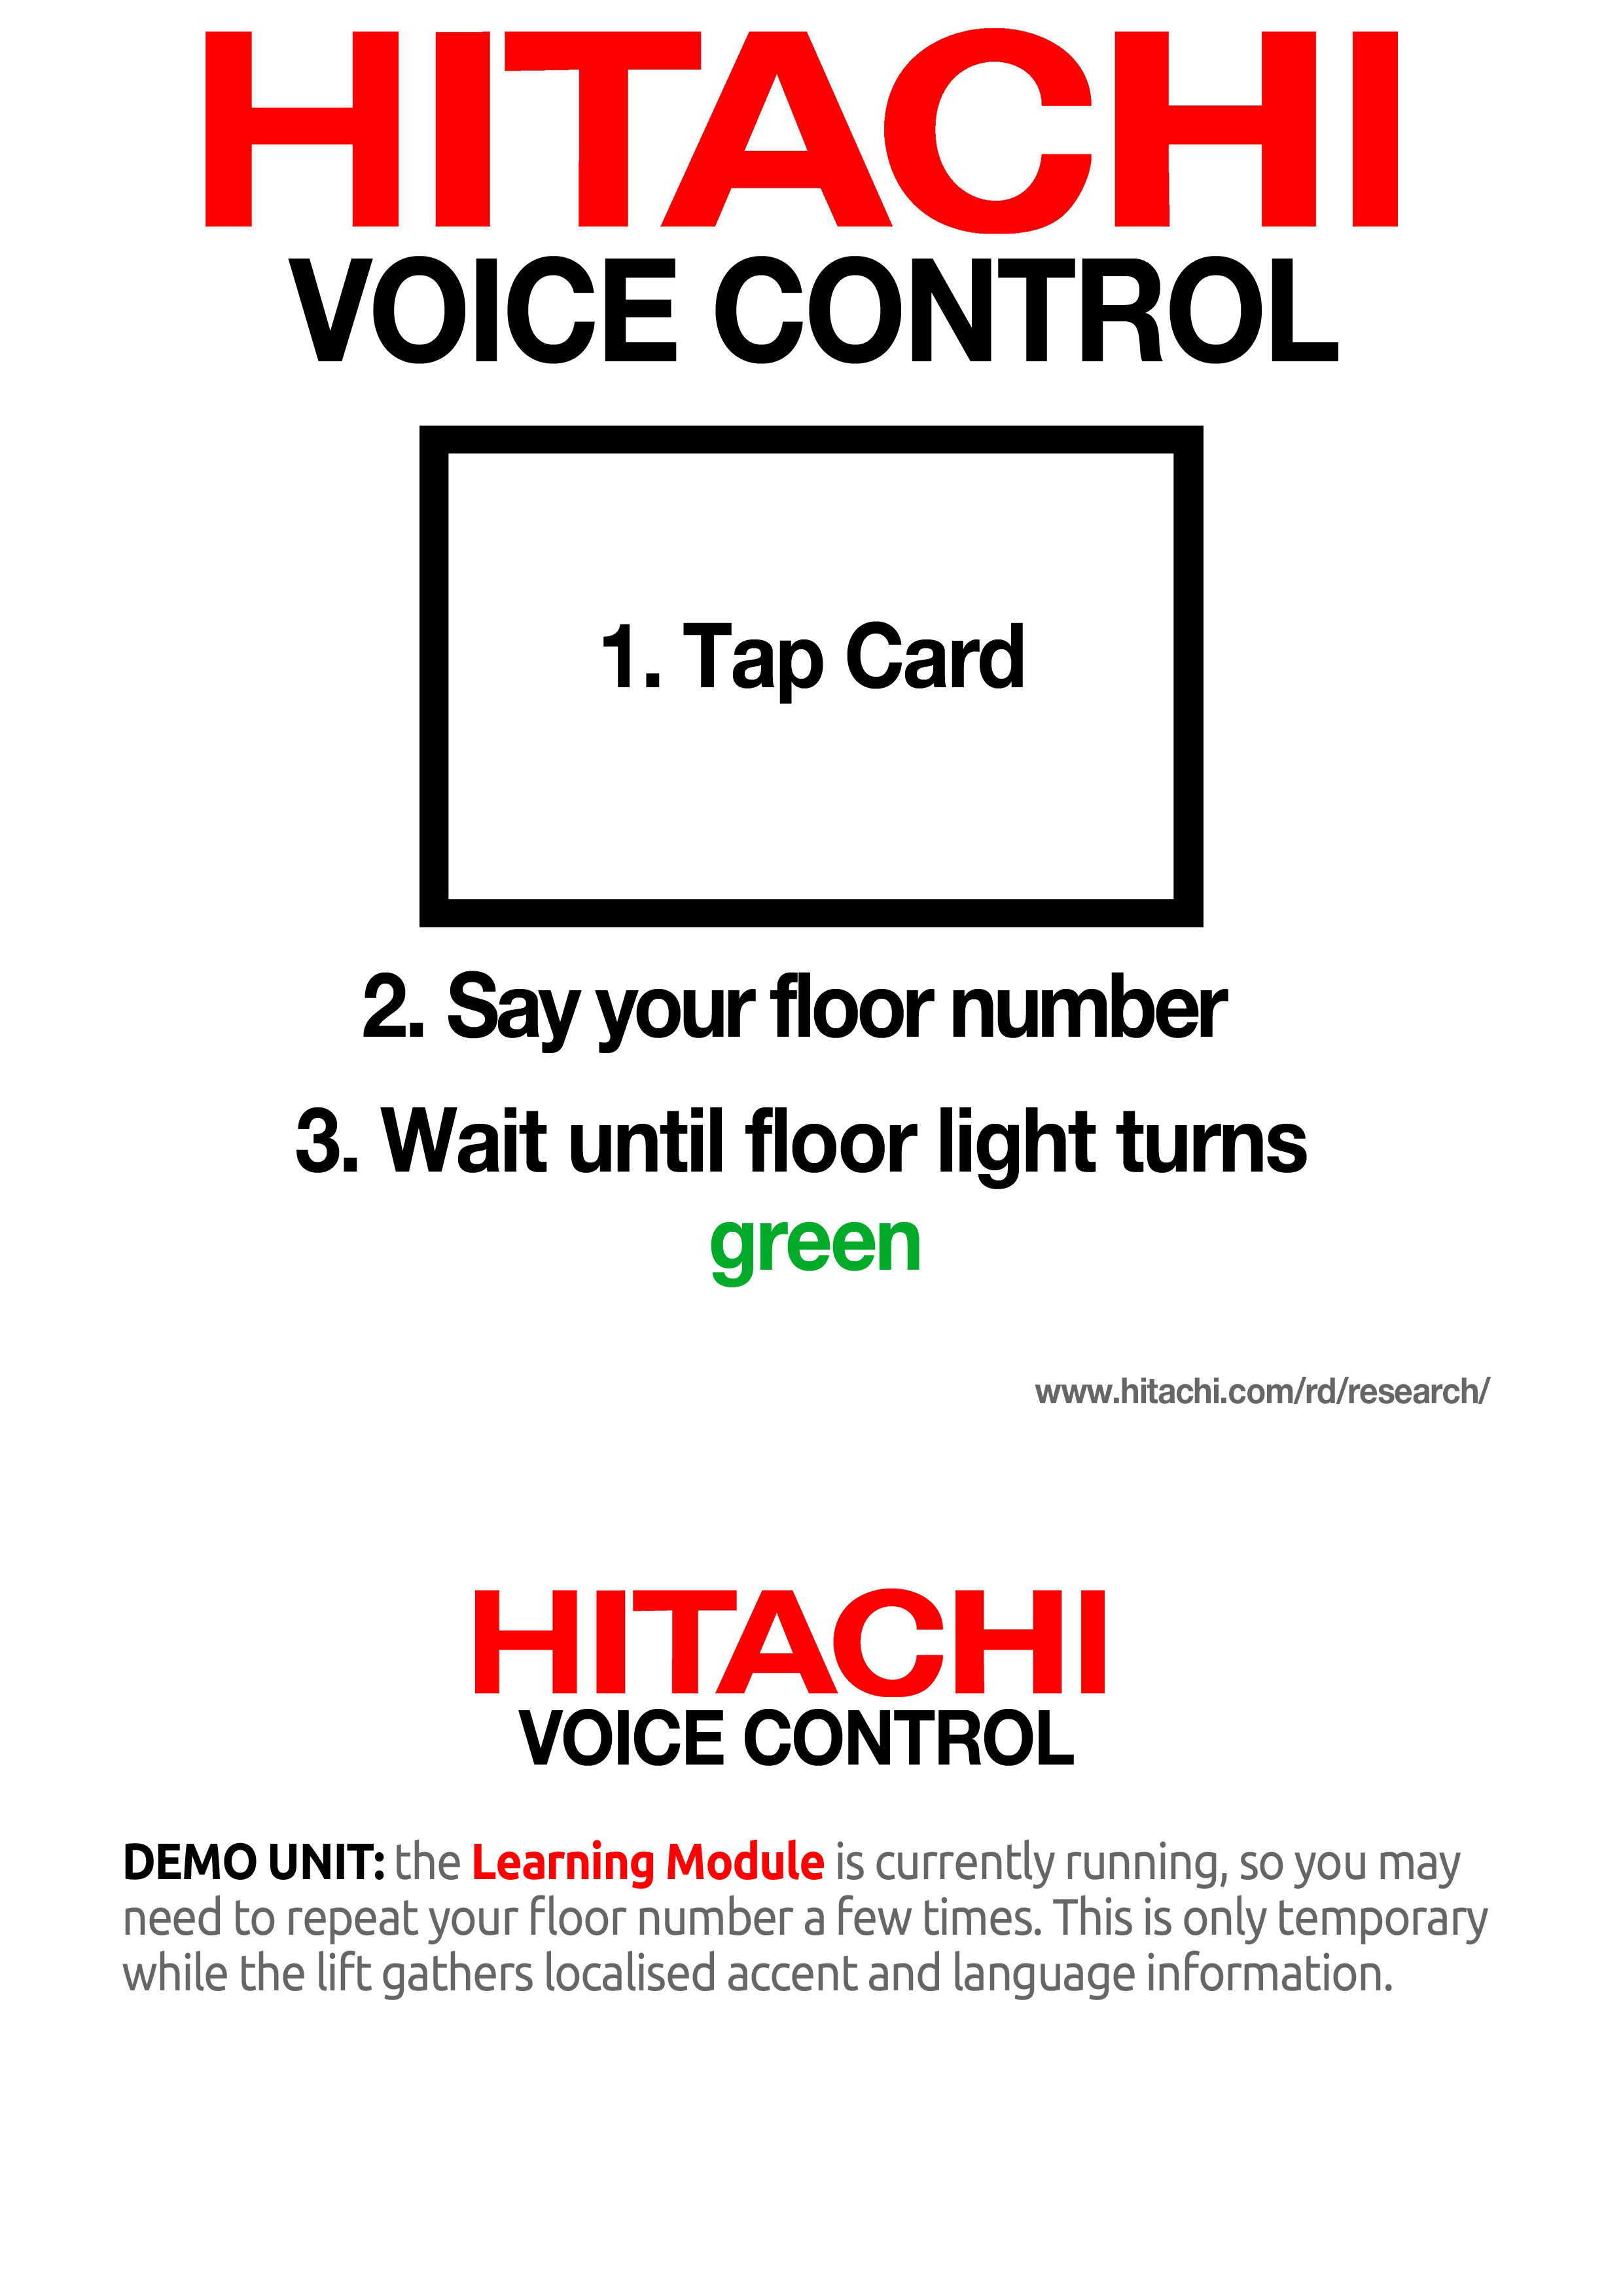 HITACHI
VOICE CONTROL
1. Tap Card
2. Say your floor number
3. Wait until floor light turns
green
www.hitachi.com/rd/research/
HITACHI
VOICE CONTROL
DEMO UNIT: the Learning Module is currently running, so you may
need to repeat your floor number a few times. This is only temporary
while the lift gathers localised accent and language information.